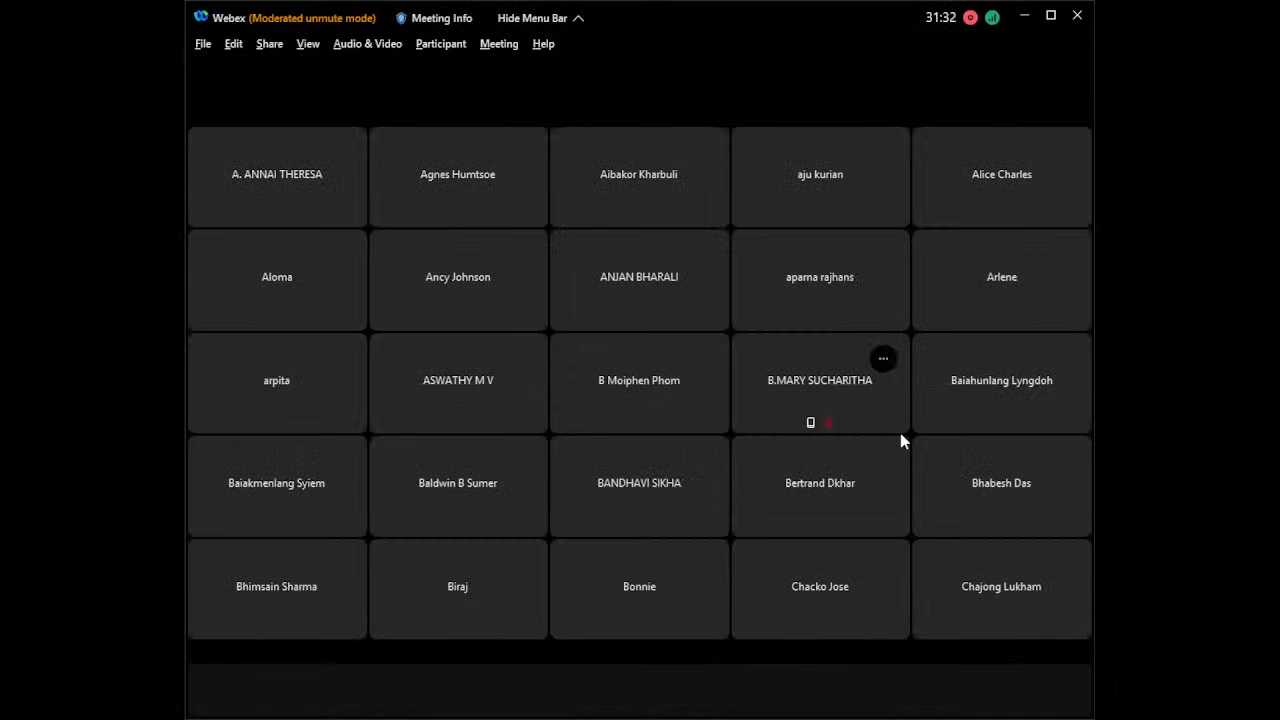 Webex (Moderated unmute mode) Meeting Info Hide Menu Bar 31:32
File Edit Share View Audio & Video Participant Meeting Help
A. ANNAI THERESA Agnes Humtsoe Aibakor Kharbuli aju kurian Alice Charles
Aloma Ancy Johnson ANJAN BHARALI aparna rajhans Arlene
arpita ASWATHY M V B Moiphen Phom B.MARY SUCHARITHA Baiahunlang Lyngdoh
Baiakmenlang Syiem Baldwin B Sumer BANDHAVI SIKHA Bertrand Dkhar Bhabesh Das
Bhimsain Sharma Biraj Bonnie Chacko Jose Chajong Lukham